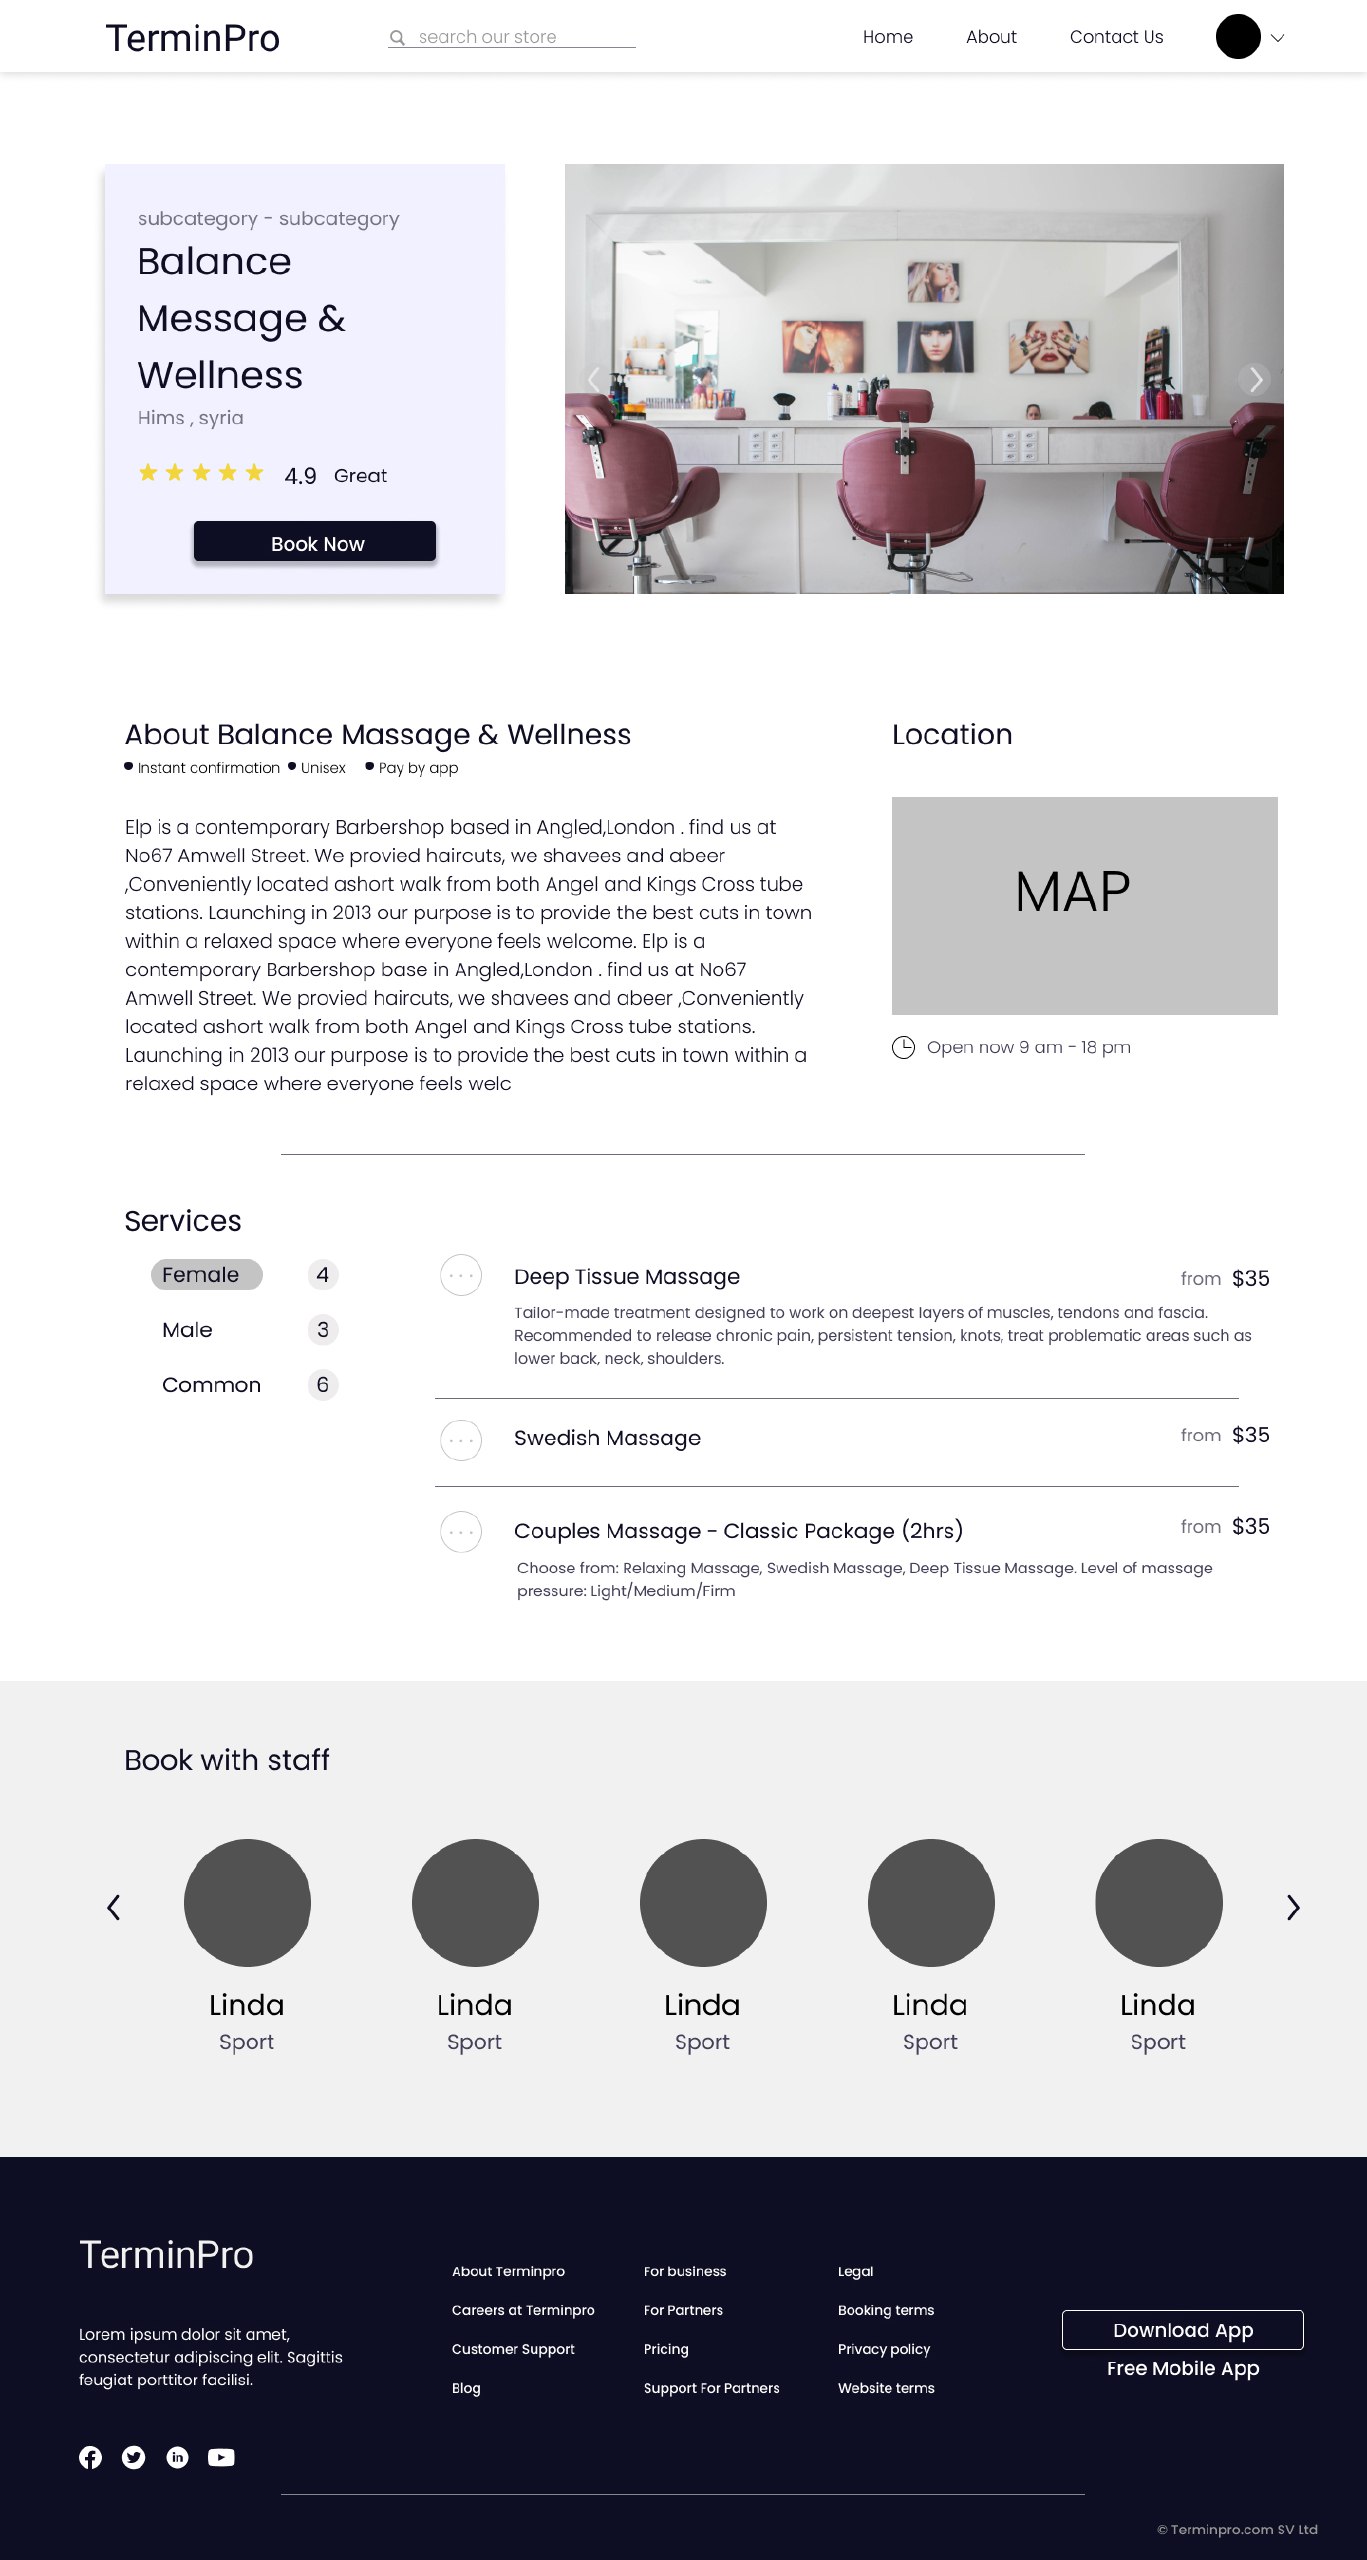 TerminPro
search our store
Home
About
Contact Us
subcategory - subcategory
Balance
Message &
Wellness
Hims , syria
4.9 Great
Book Now
About Balance Massage & Wellness
Instant confirmation
Unisex
Pay by app
Elp is a contemporary Barbershop based in Angled,London . find us at
No67 Amwell Street. We provied haircuts, we shavees and abeer
,Conveniently located ashort walk from both Angel and Kings Cross tube
stations. Launching in 2013 our purpose is to provide the best cuts in town
within a relaxed space where everyone feels welcome. Elp is a
contemporary Barbershop base in Angled,London . find us at No67
Amwell Street. We provied haircuts, we shavees and abeer ,Conveniently
located ashort walk from both Angel and Kings Cross tube stations.
Launching in 2013 our purpose is to provide the best cuts in town within a
relaxed space where everyone feels welc
Location
MAP
Open now 9 am - 18 pm
Services
Female 4
Male 3
Common 6
Deep Tissue Massage
from $35
Tailor-made treatment designed to work on deepest layers of muscles, tendons and fascia.
Recommended to release chronic pain, persistent tension, knots, treat problematic areas such as
lower back, neck, shoulders.
Swedish Massage
from $35
Couples Massage - Classic Package (2hrs)
from $35
Choose from: Relaxing Massage, Swedish Massage, Deep Tissue Massage. Level of massage
pressure: Light/Medium/Firm
Book with staff
Linda
Sport
Linda
Sport
Linda
Sport
Linda
Sport
Linda
Sport
TerminPro
Lorem ipsum dolor sit amet,
consectetur adipiscing elit. Sagittis
feugiat porttitor facilisi.
About Terminpro
Careers at Terminpro
Customer Support
Blog
For business
For Partners
Pricing
Support For Partners
Legal
Booking terms
Privacy policy
Website terms
Download App
Free Mobile App
© Terminpro.com SV Ltd